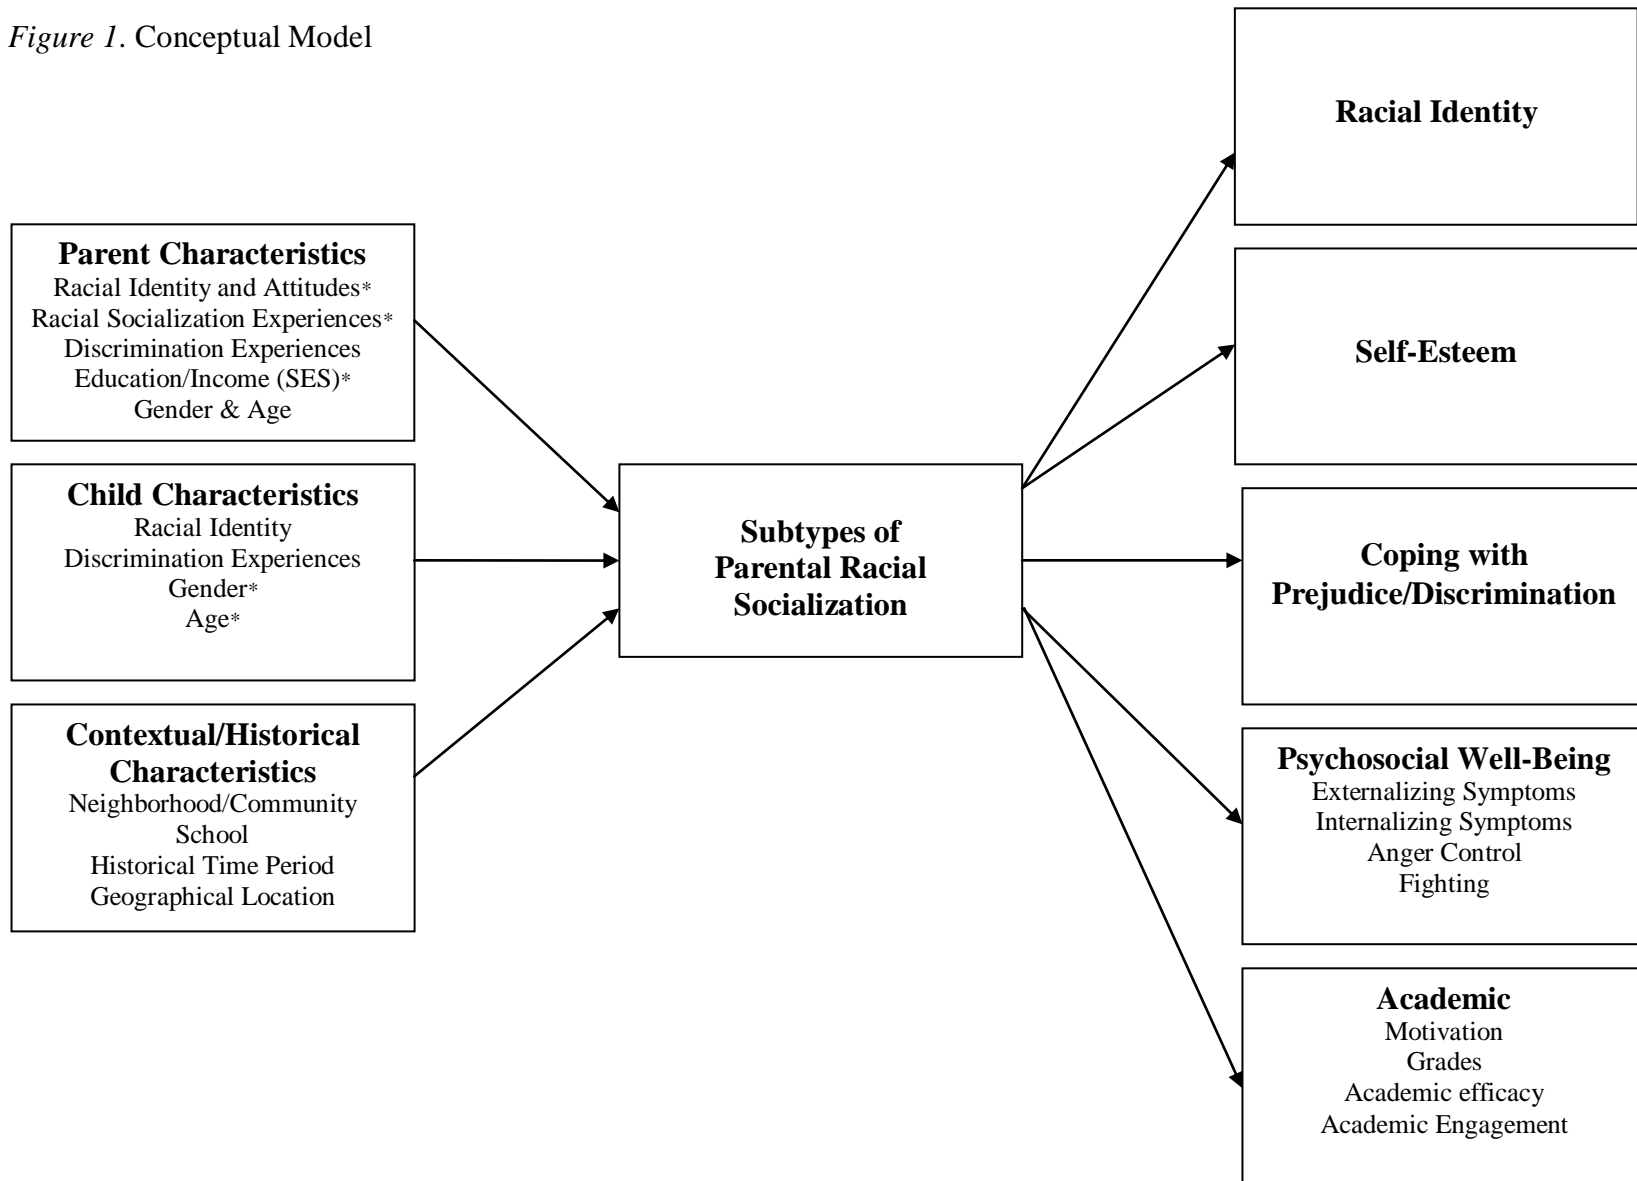 Figure 1. Conceptual Model
Parent Characteristics
Racial Identity and Attitudes*
Racial Socialization Experiences*
Discrimination Experiences
Education/Income (SES)*
Gender & Age
Child Characteristics
Racial Identity
Discrimination Experiences
Gender*
Age*
Contextual/Historical
Characteristics
Neighborhood/Community
School
Historical Time Period
Geographical Location
Subtypes of
Parental Racial
Socialization
Racial Identity
Self-Esteem
Coping with
Prejudice/Discrimination
Psychosocial Well-Being
Externalizing Symptoms
Internalizing Symptoms
Anger Control
Fighting
Academic
Motivation
Grades
Academic efficacy
Academic Engagement